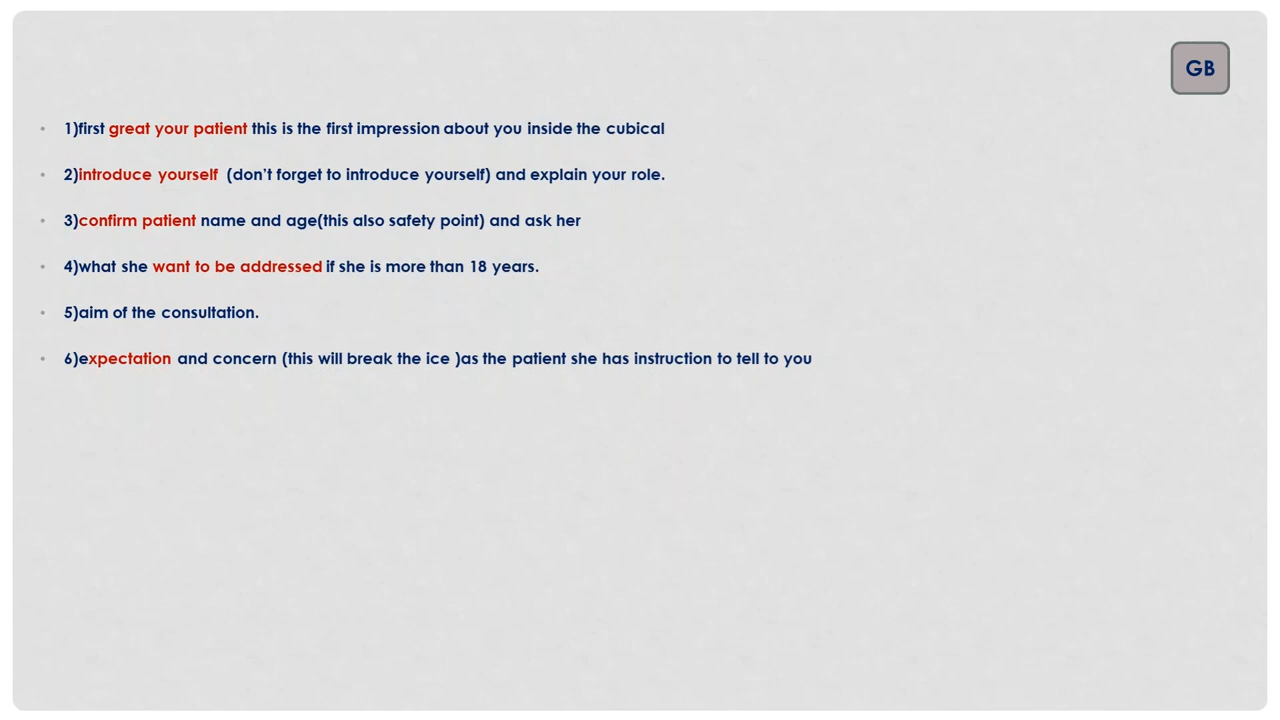 GB
• 1)first great your patient this is the first impression about you inside the cubical
• 2)introduce yourself (don't forget to introduce yourself) and explain your role.
• 3)confirm patient name and age(this also safety point) and ask her
• 4)what she want to be addressed if she is more than 18 years.
• 5)aim of the consultation.
• 6)expectation and concern (this will break the ice )as the patient she has instruction to tell to you